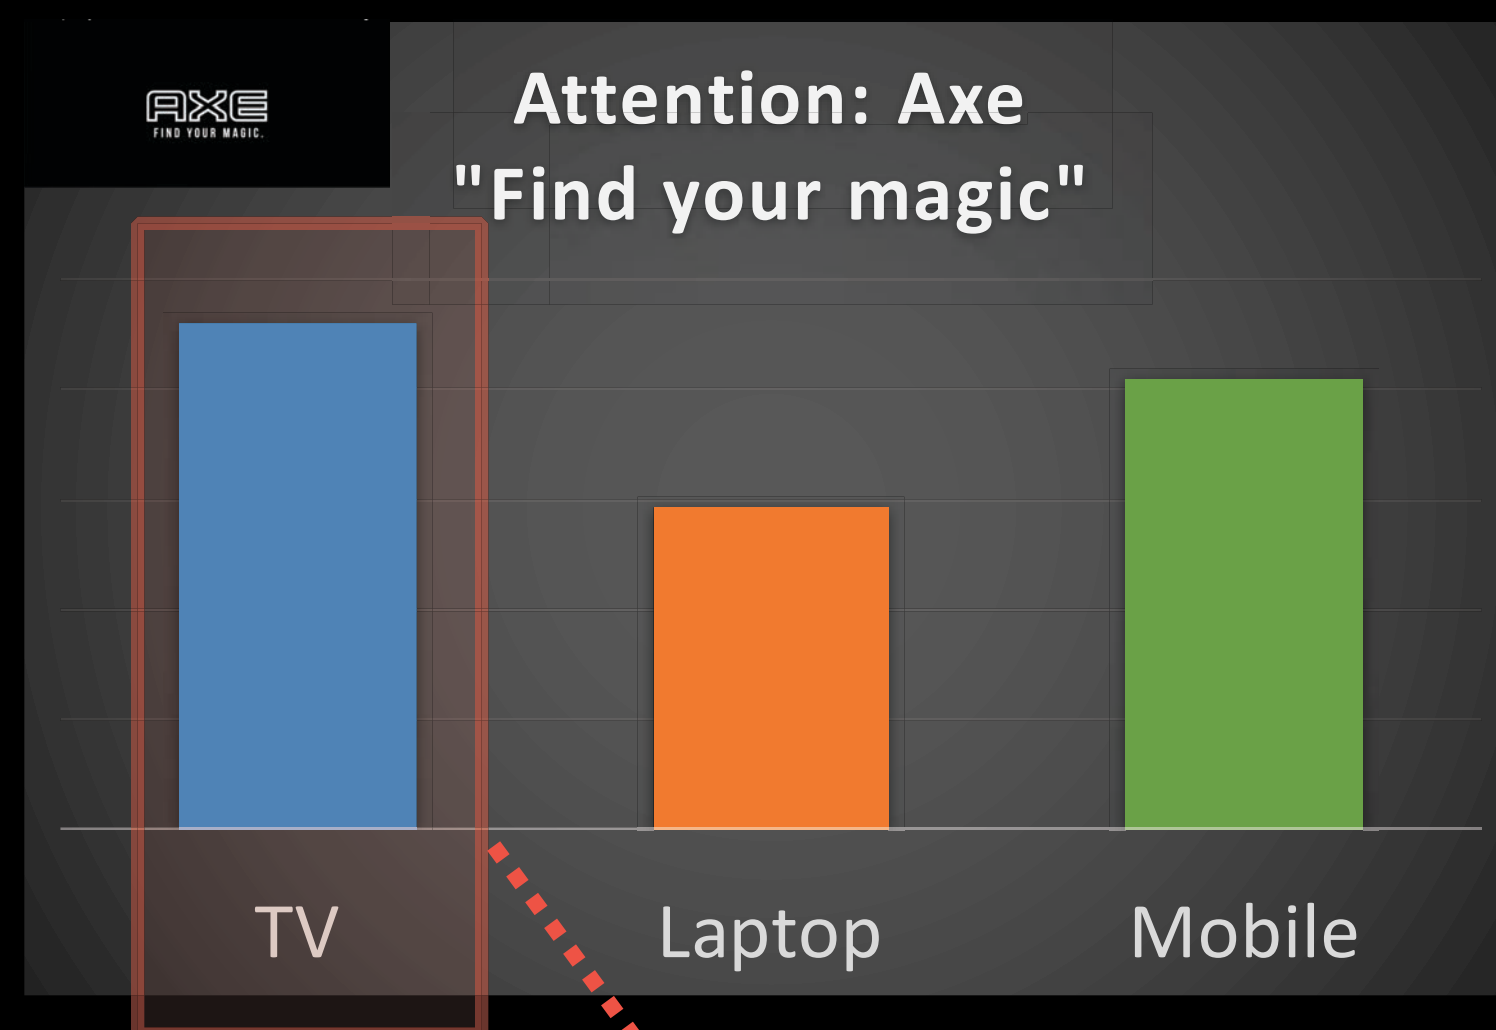 AXE
FIND YOUR MAGIC.
Attention: Axe
"Find your magic"
TV
Laptop
Mobile